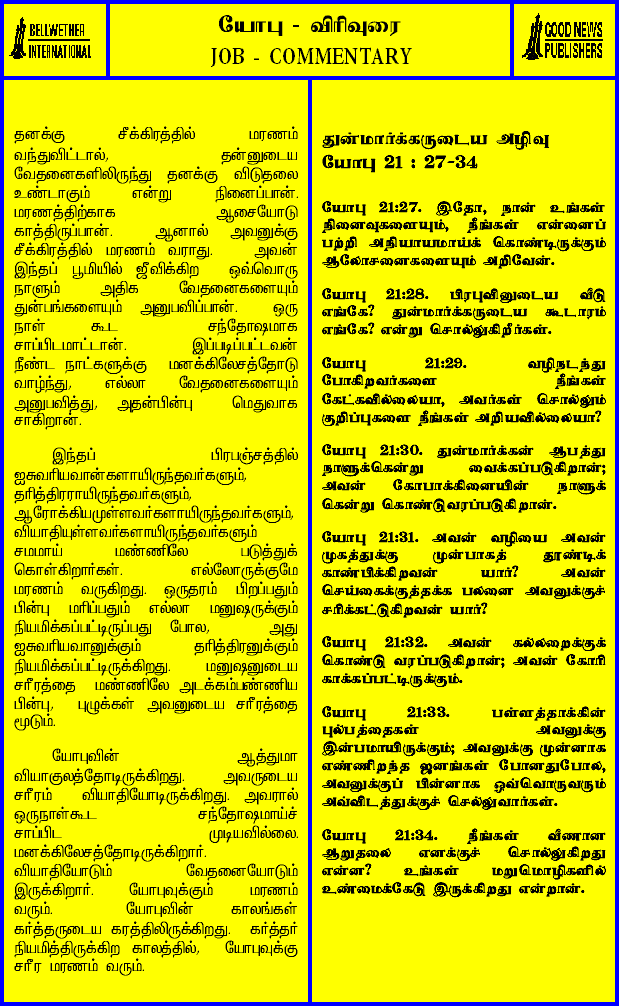 BELLWETHER
INTERNATIONAL
யோபு - விரிவுரை
JOB - COMMENTARY
GOOD NEWS
PUBLISHERS
தனக்கு சீக்கிரத்தில் மரணம்
வந்துவிட்டால், தன்னுடைய
வேதனைகளிலிருந்து தனக்கு விடுதலை
உண்டாகும் என்று நினைப்பான்.
மரணத்திற்காக ஆசையோடு
காத்திருப்பான். ஆனால் அவனுக்கு
சீக்கிரத்தில் மரணம் வராது. அவன்
இந்தப் பூமியில் ஜீவிக்கிற ஒவ்வொரு
நாளும் அதிக வேதனைகளையும்
துன்பங்களையும் அனுபவிப்பான். ஒரு
நாள் கூட சந்தோஷமாக
சாப்பிடமாட்டான். இப்படிப்பட்டவன்
நீண்ட நாட்களுக்கு மனக்கிலேசத்தோடு
வாழ்ந்து, எல்லா வேதனைகளையும்
அனுபவித்து, அதன்பின்பு மெதுவாக
சாகிறான்.
இந்தப் பிரபஞ்சத்தில்
ஐசுவரியவான்களாயிருந்தவர்களும்,
தரித்திரராயிருந்தவர்களும்,
ஆரோக்கியமுள்ளவர்களாயிருந்தவர்களும்,
வியாதியுள்ளவர்களாயிருந்தவர்களும்
சமமாய் மண்ணிலே படுத்துக்
கொள்கிறார்கள். எல்லோருக்குமே
மரணம் வருகிறது. ஒருதரம் பிறப்பதும்
பின்பு மரிப்பதும் எல்லா மனுஷருக்கும்
நியமிக்கப்பட்டிருப்பது போல, அது
ஐசுவரியவானுக்கும் தரித்திரனுக்கும்
நியமிக்கப்பட்டிருக்கிறது. மனுஷனுடைய
சரீரத்தை மண்ணிலே அடக்கம்பண்ணிய
பின்பு, புழுக்கள் அவனுடைய சரீரத்தை
மூடும்.
யோபுவின் ஆத்துமா
வியாகுலத்தோடிருக்கிறது. அவருடைய
சரீரம் வியாதியோடிருக்கிறது. அவரால்
ஒருநாள்கூட சந்தோஷமாய்ச்
சாப்பிட முடியவில்லை.
மனக்கிலேசத்தோடிருக்கிறார்.
வியாதியோடும் வேதனையோடும்
இருக்கிறார். யோபுவுக்கும் மரணம்
வரும். யோபுவின் காலங்கள்
கர்த்தருடைய கரத்திலிருக்கிறது. கர்த்தர்
நியமித்திருக்கிற காலத்தில், யோபுவுக்கு
சரீர மரணம் வரும்.
துன்மார்க்கருடைய அழிவு
யோபு 21 : 27-34
யோபு 21:27. இதோ, நான் உங்கள்
நினைவுகளையும், நீங்கள் என்னைப்
பற்றி அநியாயமாய்க் கொண்டிருக்கும்
ஆலோசனைகளையும் அறிவேன்.
யோபு 21:28. பிரபுவினுடைய வீடு
எங்கே? துன்மார்க்கருடைய கூடாரம்
எங்கே? என்று சொல்லுகிறீர்கள்.
யோபு 21:29. வழிநடந்து
போகிறவர்களை நீங்கள்
கேட்கவில்லையா, அவர்கள் சொல்லும்
குறிப்புகளை நீங்கள் அறியவில்லையா?
யோபு 21:30. துன்மார்க்கன் ஆபத்து
நாளுக்கென்று வைக்கப்படுகிறான்;
அவன் கோபாக்கினையின் நாளுக்
கென்று கொண்டுவரப்படுகிறான்.
யோபு 21:31. அவன் வழியை அவன்
முகத்துக்கு முன்பாகத் தூண்டிக்
காண்பிக்கிறவன் யார்? அவன்
செய்கைக்குத்தக்க பலனை அவனுக்குச்
சரிக்கட்டுகிறவன் யார்?
யோபு 21:32. அவன் கல்லறைக்குக்
கொண்டு வரப்படுகிறான்; அவன் கோரி
காக்கப்பட்டிருக்கும்.
யோபு 21:33. பள்ளத்தாக்கின்
புல்பத்தைகள் அவனுக்கு
இன்பமாயிருக்கும்; அவனுக்கு முன்னாக
எண்ணிறந்த ஜனங்கள் போனதுபோல,
அவனுக்குப் பின்னாக ஒவ்வொருவரும்
அவ்விடத்துக்குச் செல்லுவார்கள்.
யோபு 21:34. நீங்கள் வீணான
ஆறுதலை எனக்குச் சொல்லுகிறது
என்ன? உங்கள் மறுமொழிகளில்
உண்மைக்கேடு இருக்கிறது என்றான்.